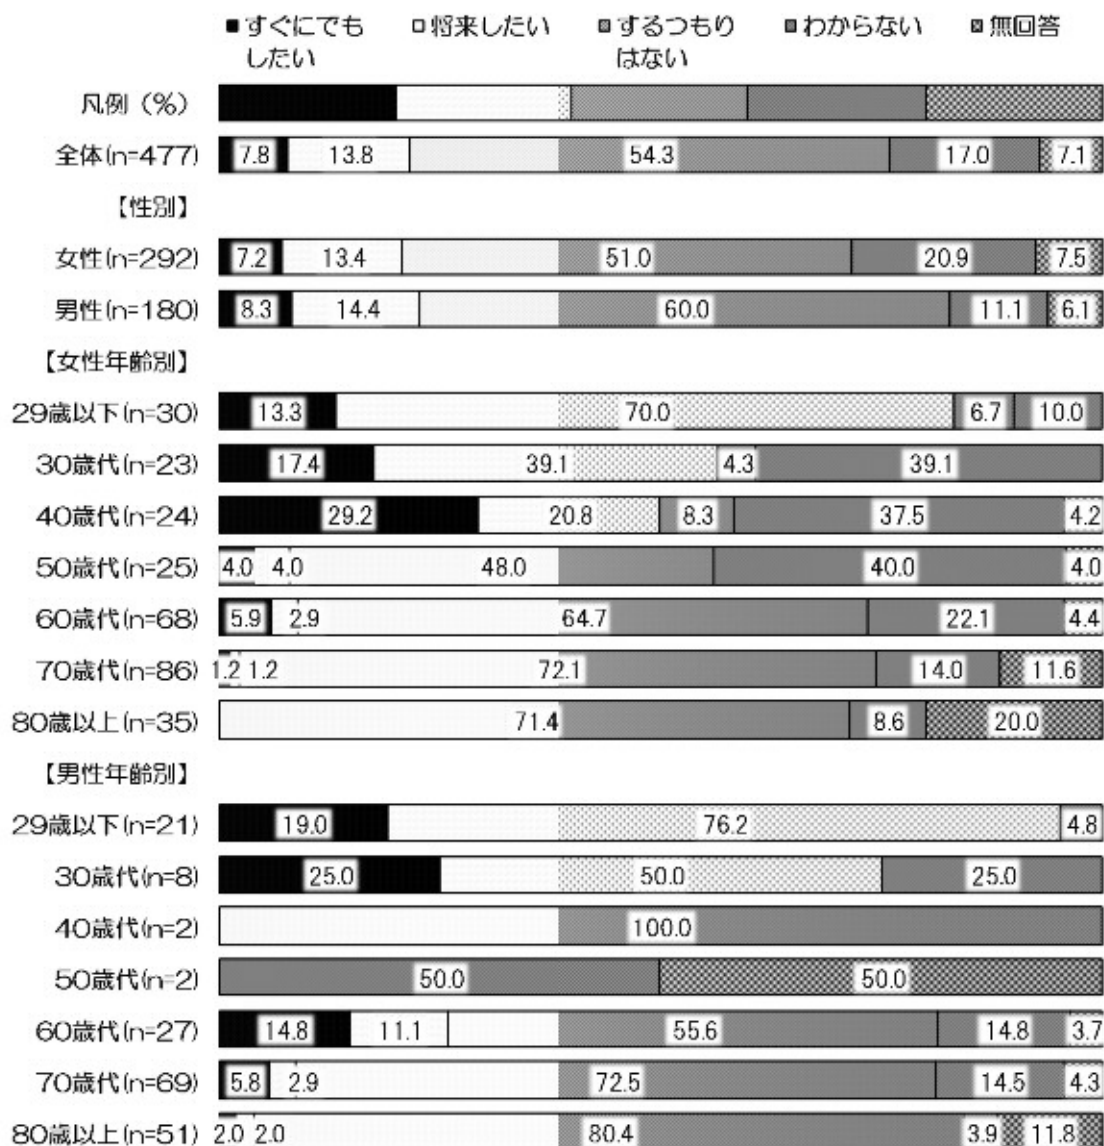 ■すぐにでもしたい □将来したい ■するつもりはない ■わからない ■無回答
凡例（%）
全体(n=477) 7.8 13.8 54.3 17.0 7.1
【性別】
女性(n=292) 7.2 13.4 51.0 20.9 7.5
男性(n=180) 8.3 14.4 60.0 11.1 6.1
【女性年齢別】
29歳以下(n=30) 13.3 70.0 6.7 10.0
30歳代(n=23) 17.4 39.1 4.3 39.1
40歳代(n=24) 29.2 20.8 8.3 37.5 4.2
50歳代(n=25) 4.0 4.0 48.0 40.0 4.0
60歳代(n=68) 5.9 2.9 64.7 22.1 4.4
70歳代(n=86) 1.2 1.2 72.1 14.0 11.6
80歳以上(n=35) 71.4 8.6 20.0
【男性年齢別】
29歳以下(n=21) 19.0 76.2 4.8
30歳代(n=8) 25.0 50.0 25.0
40歳代(n=2) 100.0
50歳代(n=2) 50.0 50.0
60歳代(n=27) 14.8 11.1 55.6 14.8 3.7
70歳代(n=69) 5.8 2.9 72.5 14.5 4.3
80歳以上(n=51) 2.0 2.0 80.4 3.9 11.8